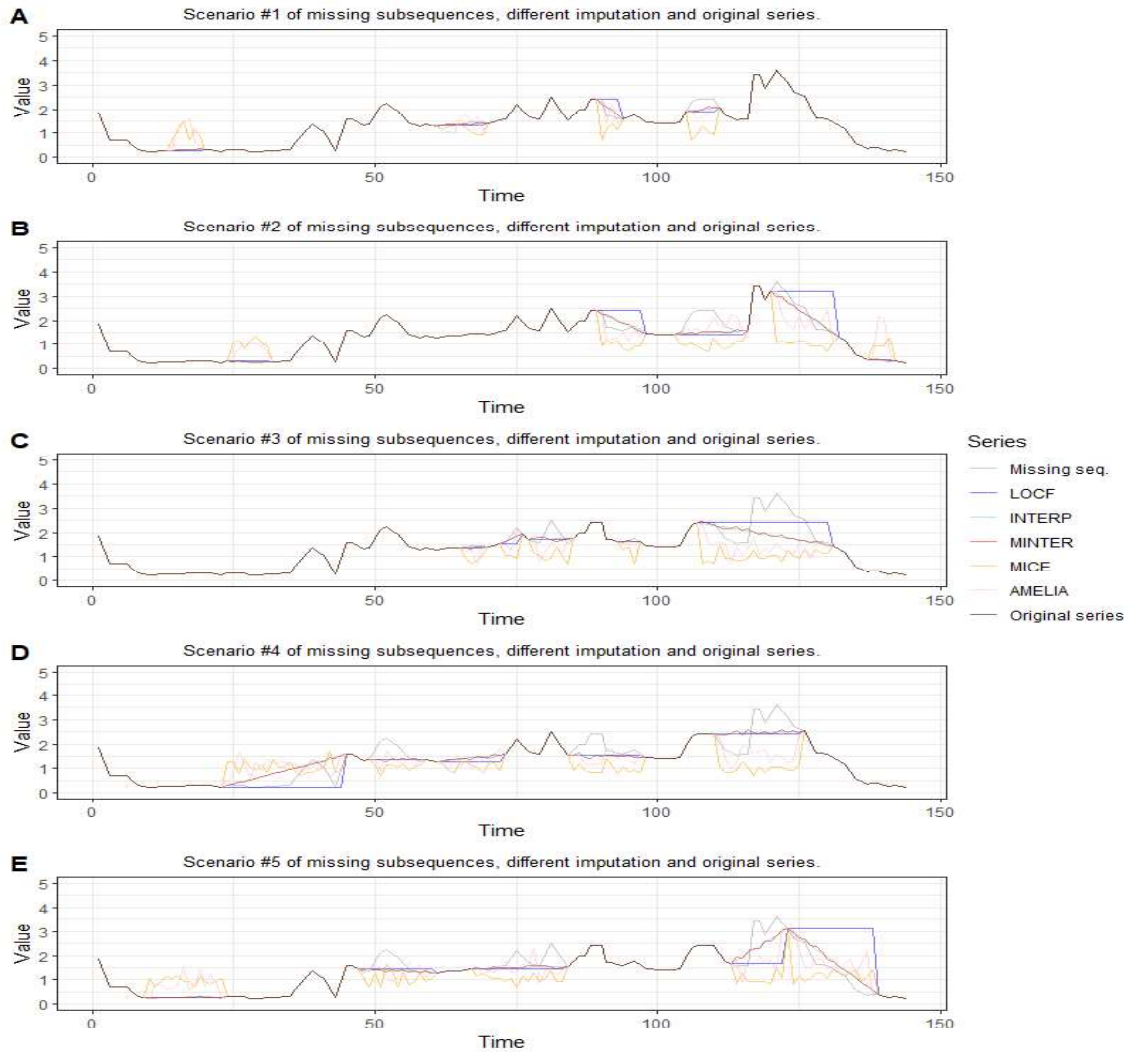 A
Scenario #1 of missing subsequences, different imputation and original series.
Value
5
4
3
2
1
0
0 50 100 150
Time
B
Scenario #2 of missing subsequences, different imputation and original series.
Value
5
4
3
2
1
0
0 50 100 150
Time
C
Scenario #3 of missing subsequences, different imputation and original series.
Value
5
4
3
2
1
0
0 50 100 150
Time
Series
Missing seq.
LOCF
INTERP
MINTER
MICE
AMELIA
Original series
D
Scenario #4 of missing subsequences, different imputation and original series.
Value
5
4
3
2
1
0
0 50 100 150
Time
E
Scenario #5 of missing subsequences, different imputation and original series.
Value
5
4
3
2
1
0
0 50 100 150
Time